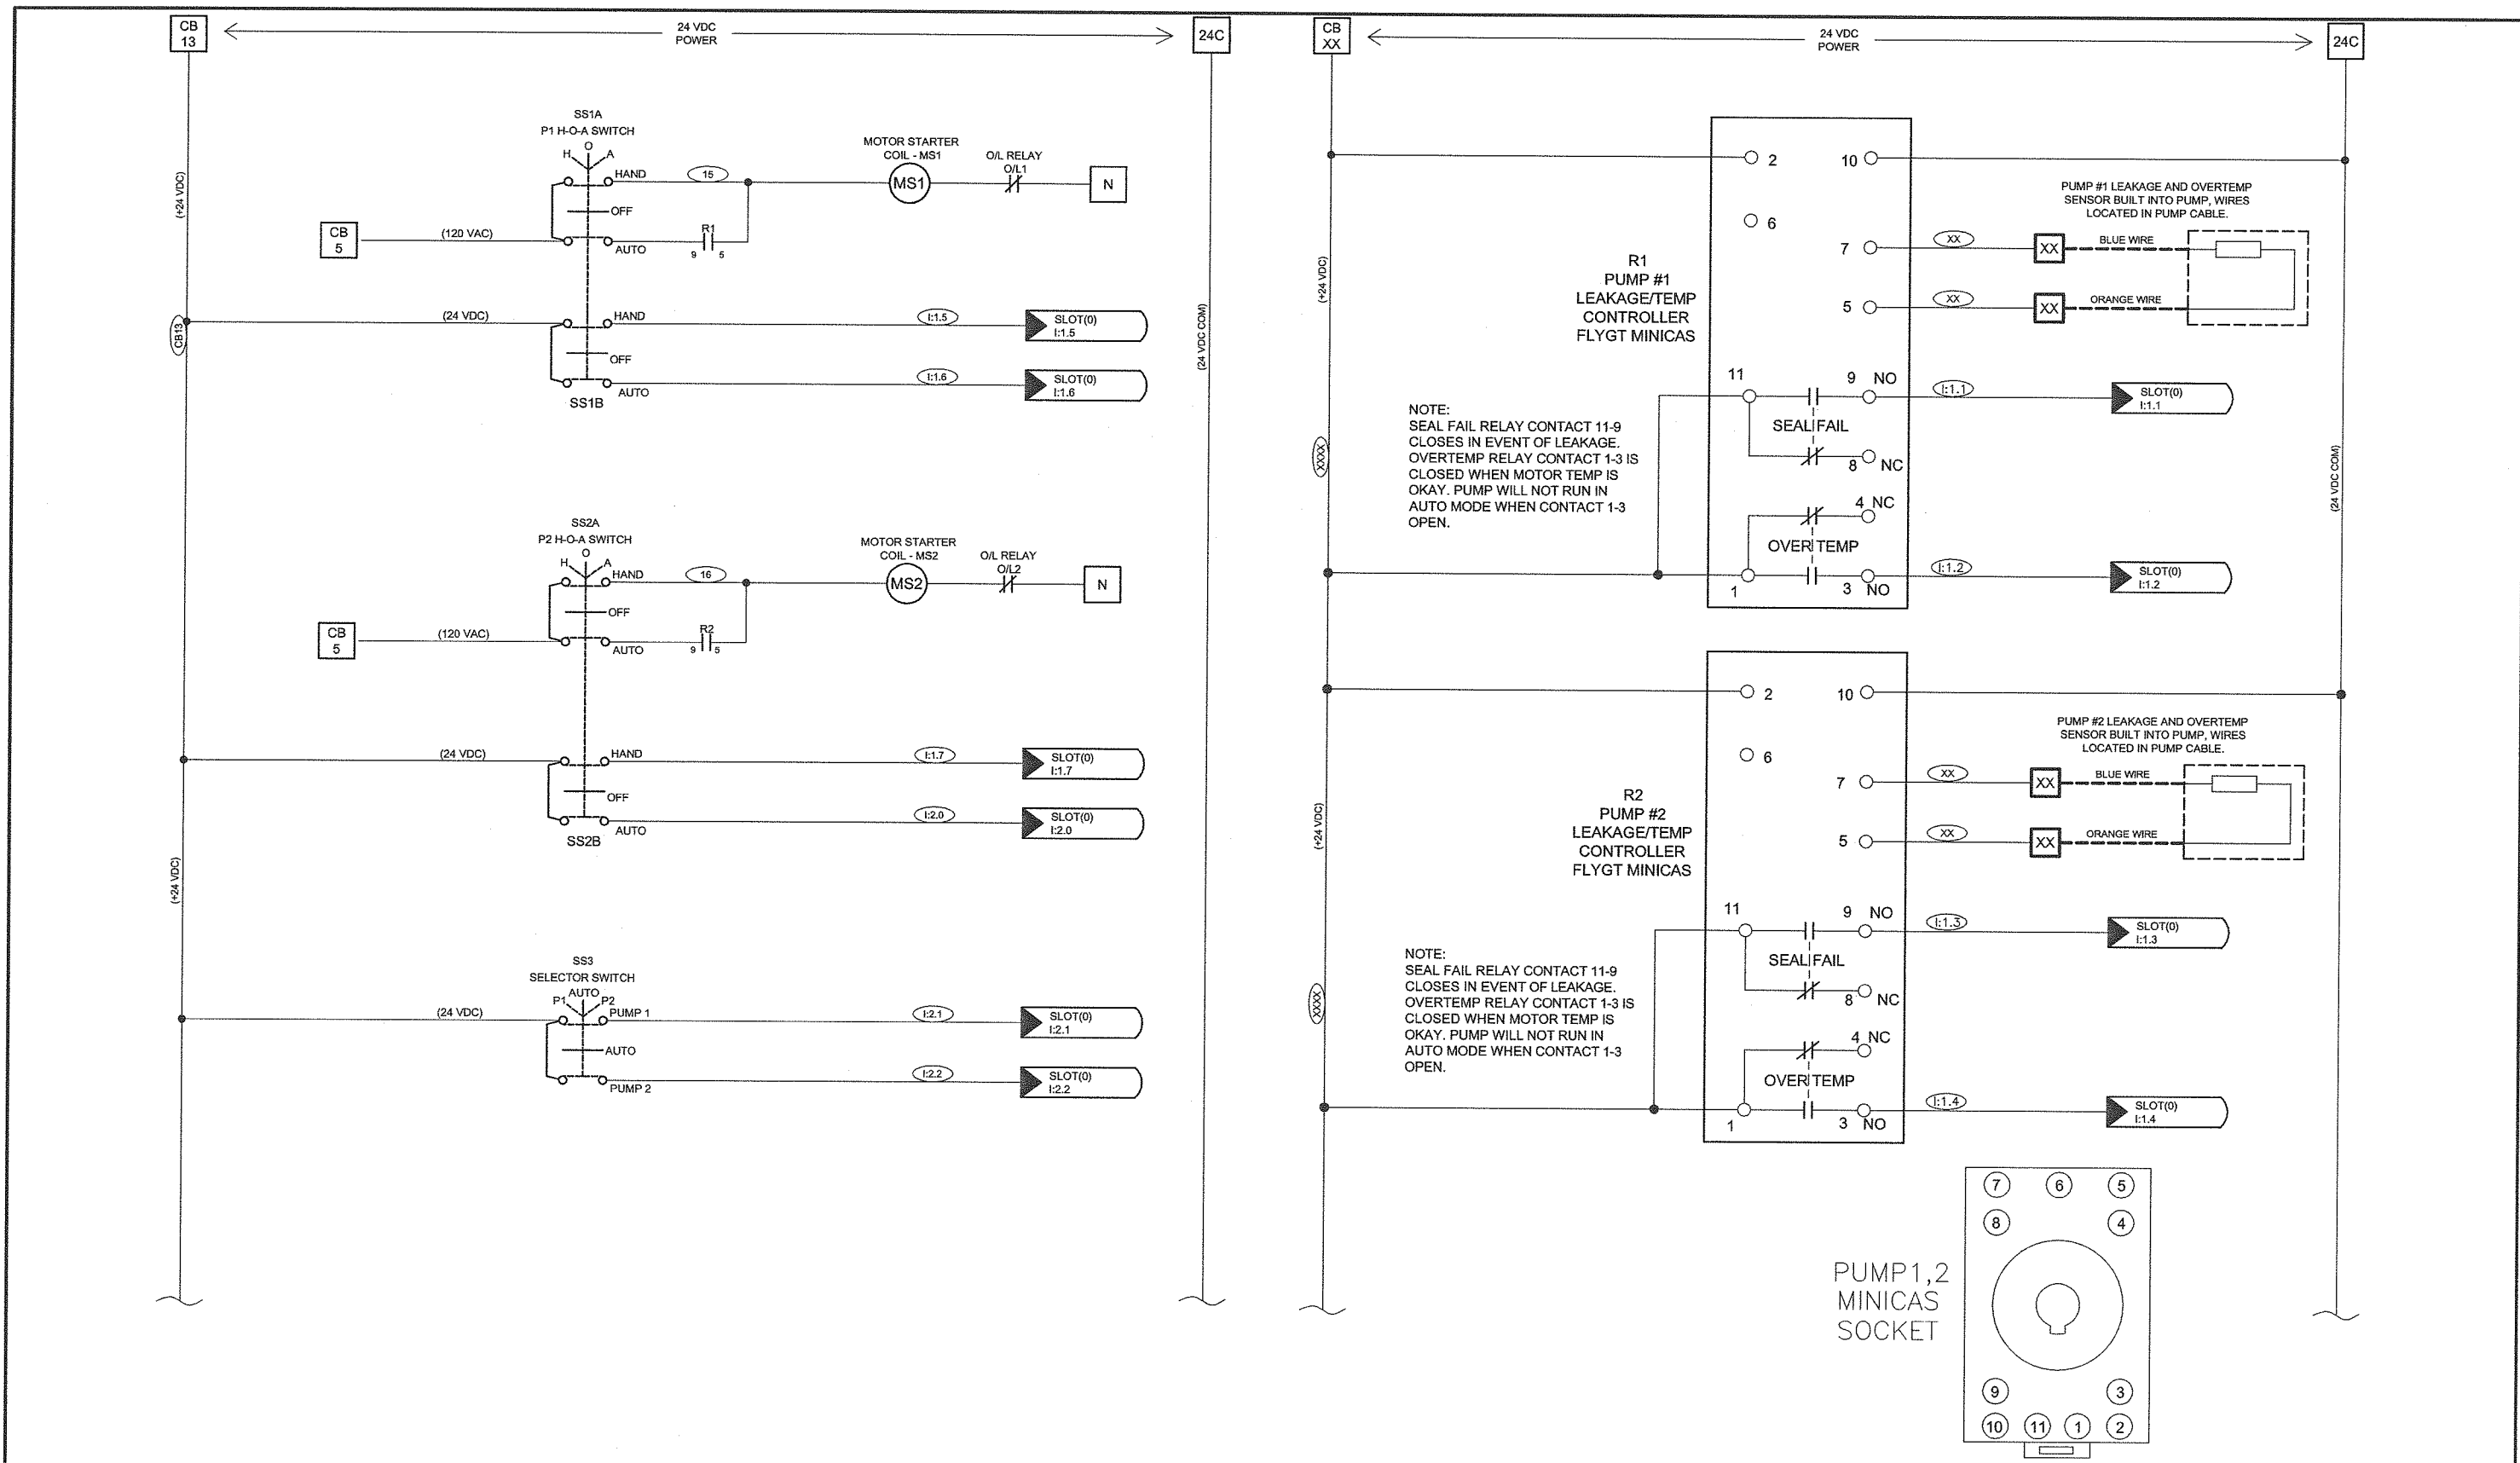 CB
13
24 VDC
POWER
24C
(+24 VDC)
CB13
(+24 VDC)
(24 VDC COM)
SS1A
P1 H-O-A SWITCH
O
H
A
HAND
15
OFF
CB
5
(120 VAC)
AUTO
R1
9
5
MOTOR STARTER
COIL - MS1
MS1
O/L RELAY
O/L1
N
(24 VDC)
HAND
I:1.5
SLOT(0)
I:1.5
OFF
I:1.6
SLOT(0)
I:1.6
AUTO
SS1B
SS2A
P2 H-O-A SWITCH
O
H
A
HAND
16
OFF
CB
5
(120 VAC)
AUTO
R2
9
5
MOTOR STARTER
COIL - MS2
MS2
O/L RELAY
O/L2
N
(24 VDC)
HAND
I:1.7
SLOT(0)
I:1.7
OFF
I:2.0
SLOT(0)
I:2.0
AUTO
SS2B
SS3
SELECTOR SWITCH
AUTO
P1
P2
(24 VDC)
PUMP 1
I:2.1
SLOT(0)
I:2.1
AUTO
I:2.2
SLOT(0)
I:2.2
PUMP 2
CB
XX
24 VDC
POWER
24C
(+24 VDC)
XXXX
(+24 VDC)
XXXX
(24 VDC COM)
R1
PUMP #1
LEAKAGE/TEMP
CONTROLLER
FLYGT MINICAS
2
10
6
7
5
XX
XX
BLUE WIRE
XX
XX
ORANGE WIRE
PUMP #1 LEAKAGE AND OVERTEMP
SENSOR BUILT INTO PUMP, WIRES
LOCATED IN PUMP CABLE.
11
9 NO
I:1.1
SLOT(0)
I:1.1
SEAL FAIL
8 NC
4 NC
OVER TEMP
1
3 NO
I:1.2
SLOT(0)
I:1.2
NOTE:
SEAL FAIL RELAY CONTACT 11-9
CLOSES IN EVENT OF LEAKAGE.
OVERTEMP RELAY CONTACT 1-3 IS
CLOSED WHEN MOTOR TEMP IS
OKAY. PUMP WILL NOT RUN IN
AUTO MODE WHEN CONTACT 1-3
OPEN.
R2
PUMP #2
LEAKAGE/TEMP
CONTROLLER
FLYGT MINICAS
2
10
6
7
5
XX
XX
BLUE WIRE
XX
XX
ORANGE WIRE
PUMP #2 LEAKAGE AND OVERTEMP
SENSOR BUILT INTO PUMP, WIRES
LOCATED IN PUMP CABLE.
11
9 NO
I:1.3
SLOT(0)
I:1.3
SEAL FAIL
8 NC
4 NC
OVER TEMP
1
3 NO
I:1.4
SLOT(0)
I:1.4
NOTE:
SEAL FAIL RELAY CONTACT 11-9
CLOSES IN EVENT OF LEAKAGE.
OVERTEMP RELAY CONTACT 1-3 IS
CLOSED WHEN MOTOR TEMP IS
OKAY. PUMP WILL NOT RUN IN
AUTO MODE WHEN CONTACT 1-3
OPEN.
PUMP1,2
MINICAS
SOCKET
7 6 5
8 4
9 3
10 11 1 2